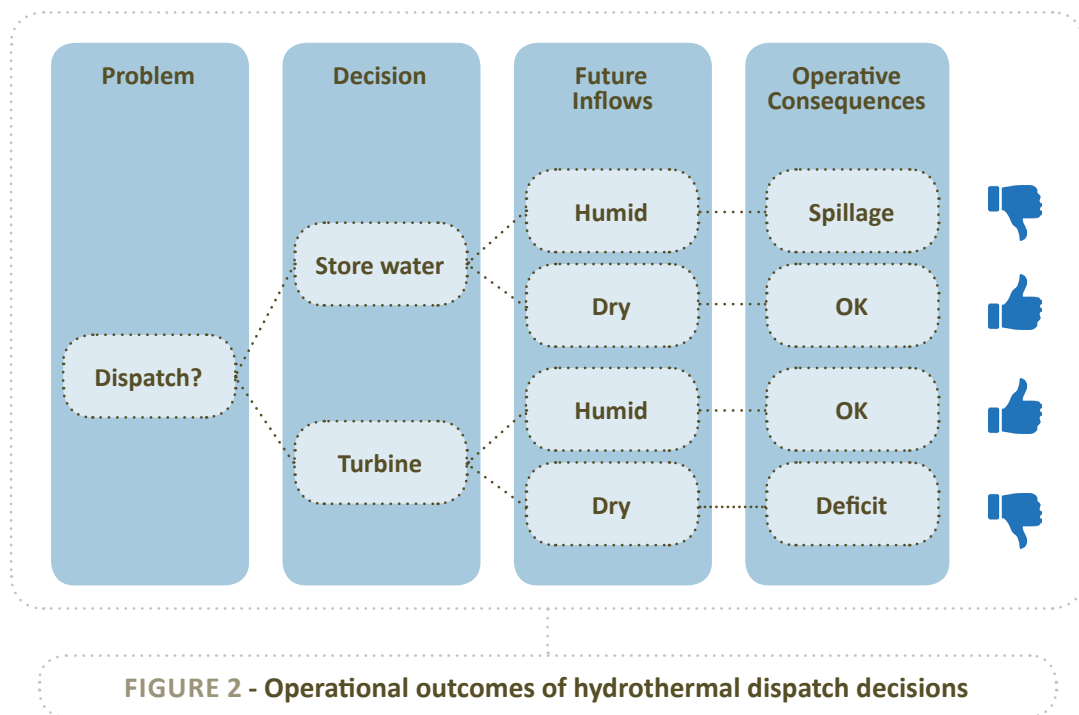 Problem
Decision
Future
Inflows
Operative
Consequences
Dispatch?
Store water
Turbine
Humid
Dry
Humid
Dry
Spillage
OK
OK
Deficit
FIGURE 2 - Operational outcomes of hydrothermal dispatch decisions